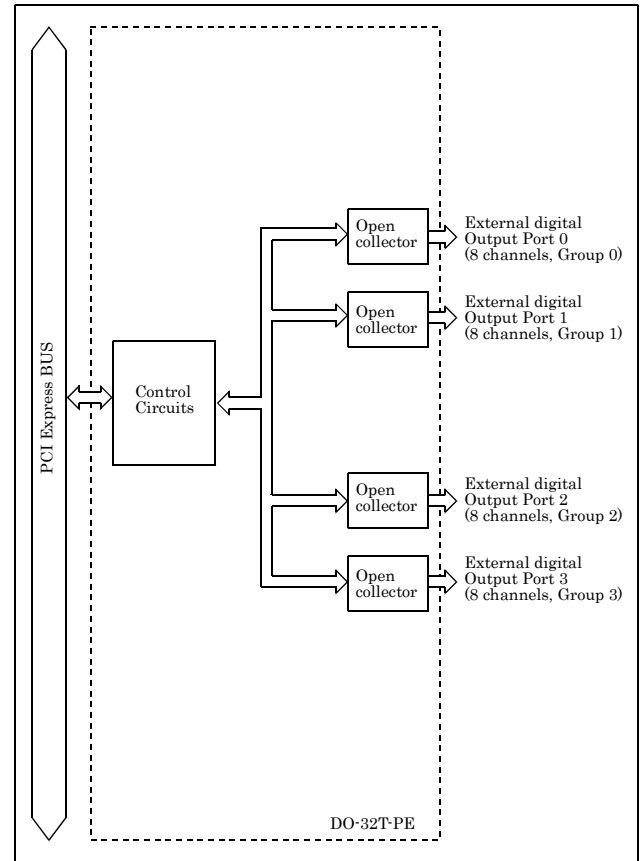 PCI Express BUS
Control
Circuits
Open
collector
External digital
Output Port 0
(8 channels, Group 0)
Open
collector
External digital
Output Port 1
(8 channels, Group 1)
Open
collector
External digital
Output Port 2
(8 channels, Group 2)
Open
collector
External digital
Output Port 3
(8 channels, Group 3)
DO-32T-PE